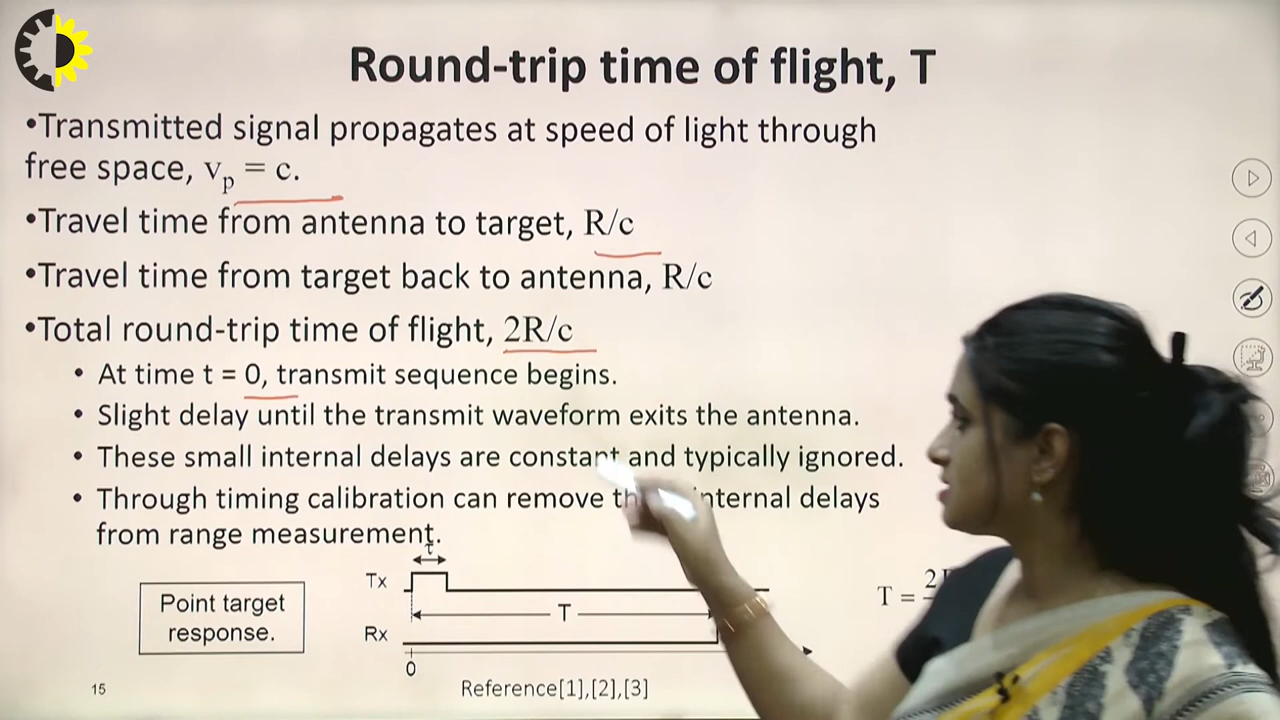 Round-trip time of flight, T
•Transmitted signal propagates at speed of light through
free space, vp = c.
•Travel time from antenna to target, R/c
•Travel time from target back to antenna, R/c
•Total round-trip time of flight, 2R/c
• At time t = 0, transmit sequence begins.
• Slight delay until the transmit waveform exits the antenna.
• These small internal delays are constant and typically ignored.
• Through timing calibration can remove internal delays
from range measurement.
τ
Tx
Point target
response.
T
T = 2
Rx
0
15
Reference[1],[2],[3]